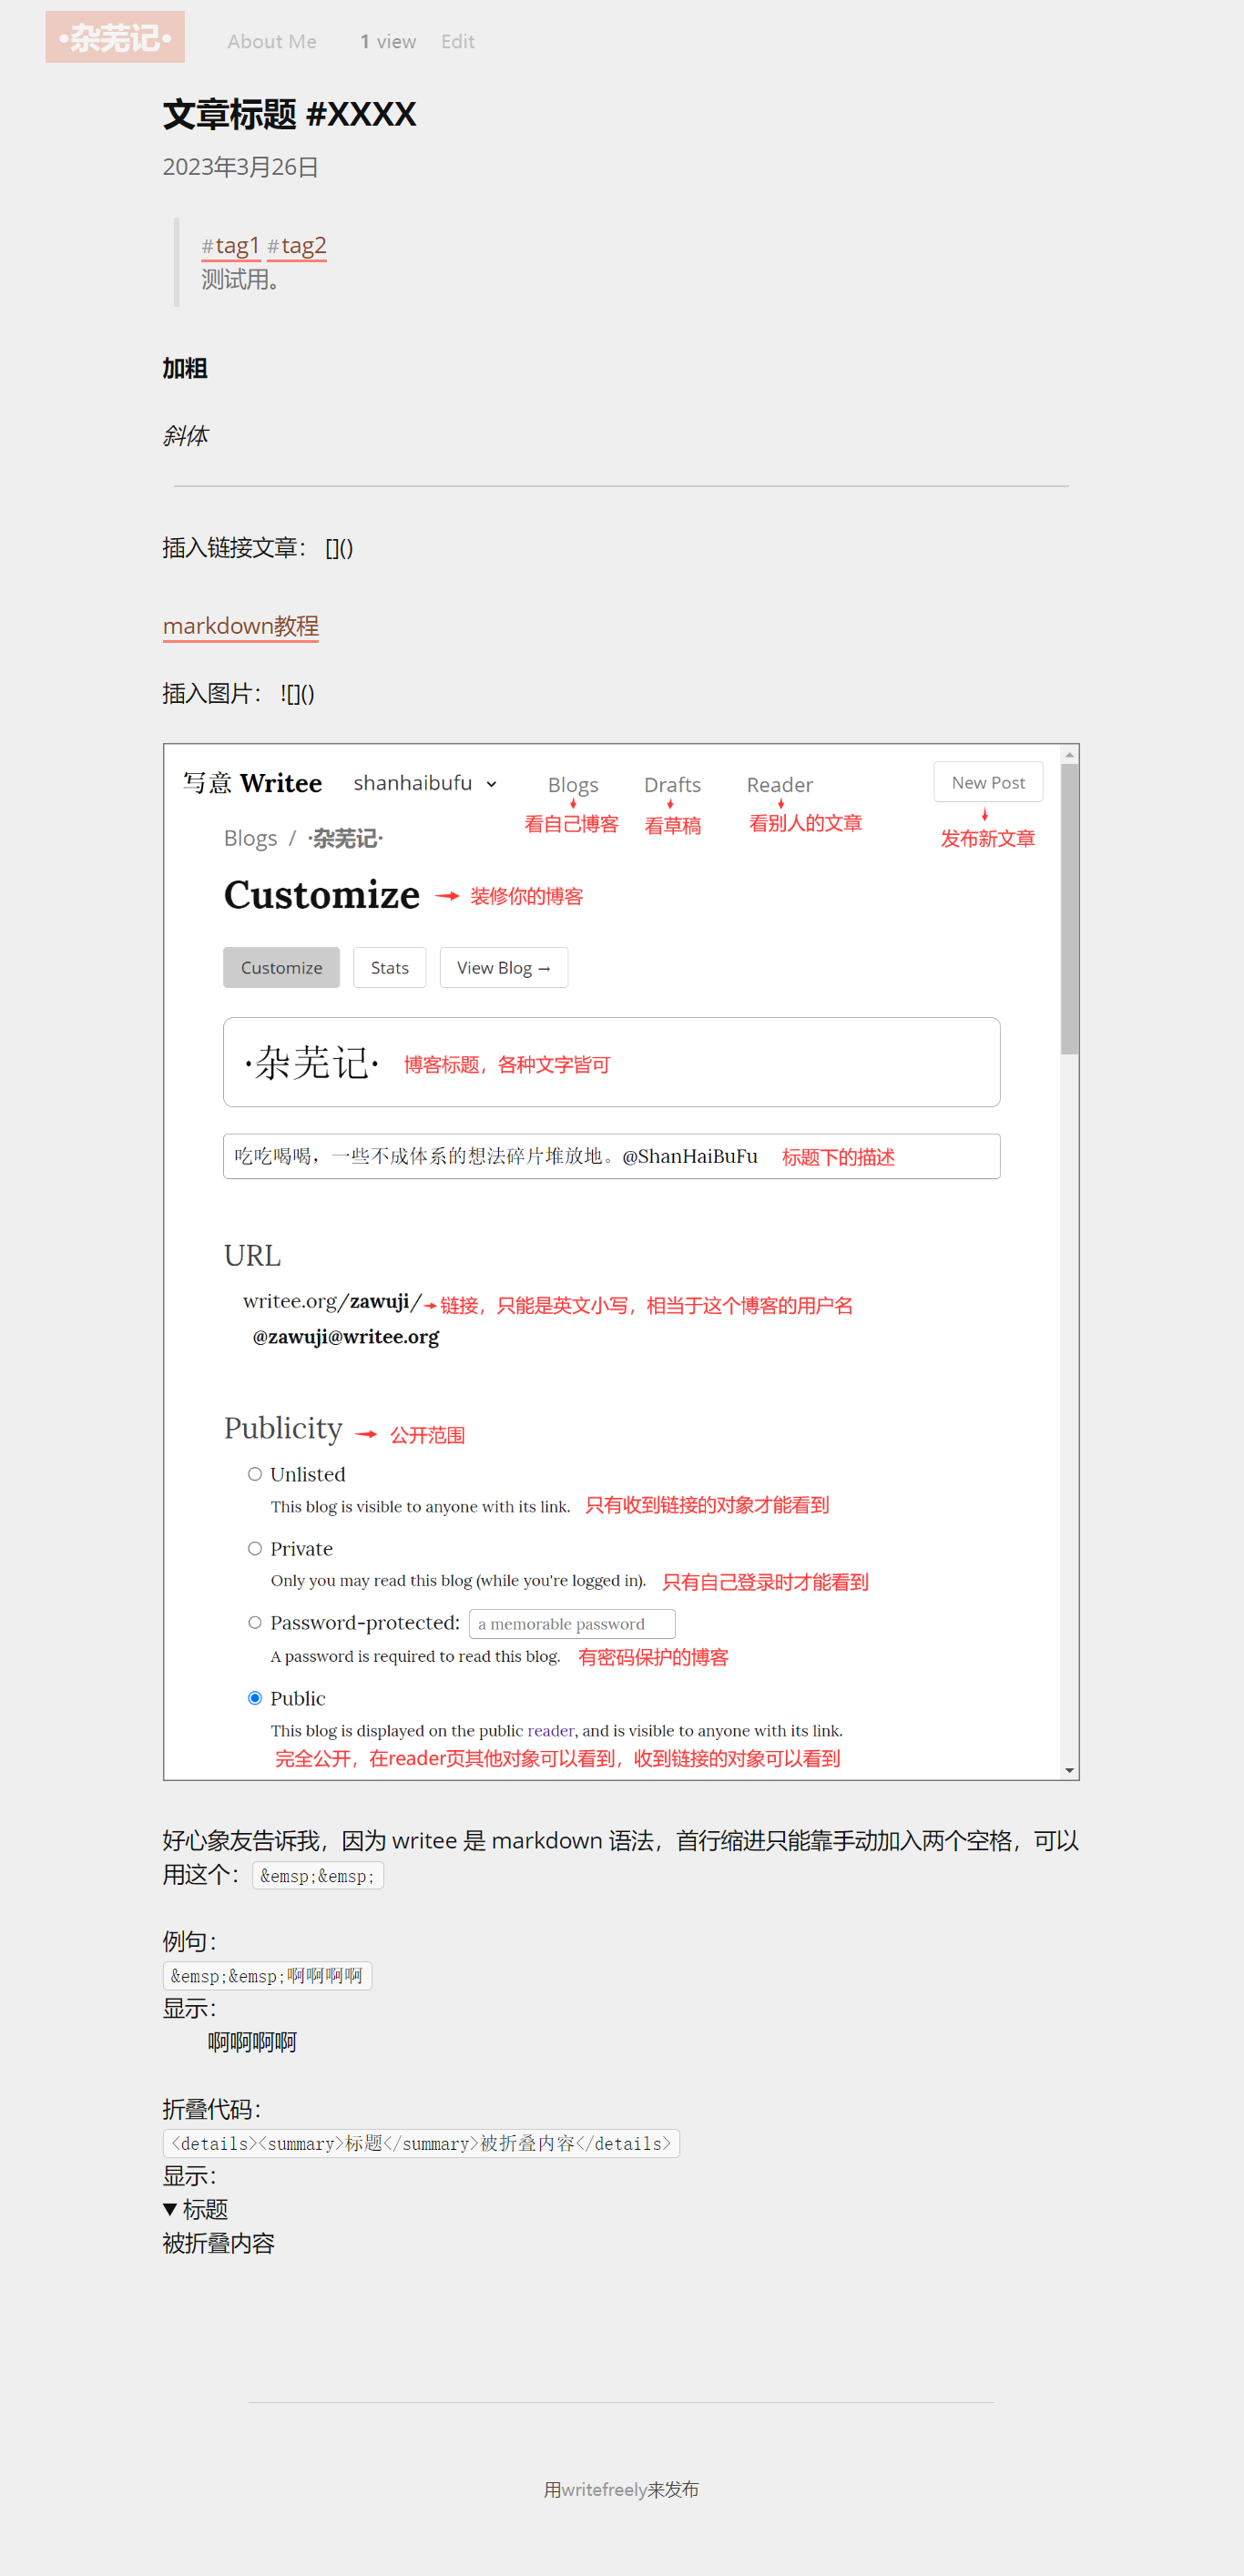 ·杂芜记·
About Me 1 view Edit
文章标题 #XXXX
2023年3月26日
#tag1 #tag2
测试用。
加粗
斜体
插入链接文章： []()
markdown教程
插入图片： ![]()
写意 Writee shanhaibufu Blogs Drafts Reader New Post
看自己博客 看草稿 看别人的文章 发布新文章
Blogs / ·杂芜记·
Customize 装修你的博客
Customize Stats View Blog →
·杂芜记· 博客标题，各种文字皆可
吃吃喝喝，一些不成体系的想法碎片堆放地。@ShanHaiBuFu 标题下的描述
URL
writee.org/zawuji/ 链接，只能是英文小写，相当于这个博客的用户名
@zawuji@writee.org
Publicity 公开范围
Unlisted
This blog is visible to anyone with its link. 只有收到链接的对象才能看到
Private
Only you may read this blog (while you're logged in). 只有自己登录时才能看到
Password-protected: a memorable password
A password is required to read this blog. 有密码保护的博客
Public
This blog is displayed on the public reader, and is visible to anyone with its link.
完全公开，在reader页其他对象可以看到，收到链接的对象可以看到
好心象友告诉我，因为 writee 是 markdown 语法，首行缩进只能靠手动加入两个空格，可以
用这个：&emsp;&emsp;
例句：
&emsp;&emsp;啊啊啊啊
显示：
啊啊啊啊
折叠代码：
<details><summary>标题</summary>被折叠内容</details>
显示：
▼ 标题
被折叠内容
用writefreely来发布